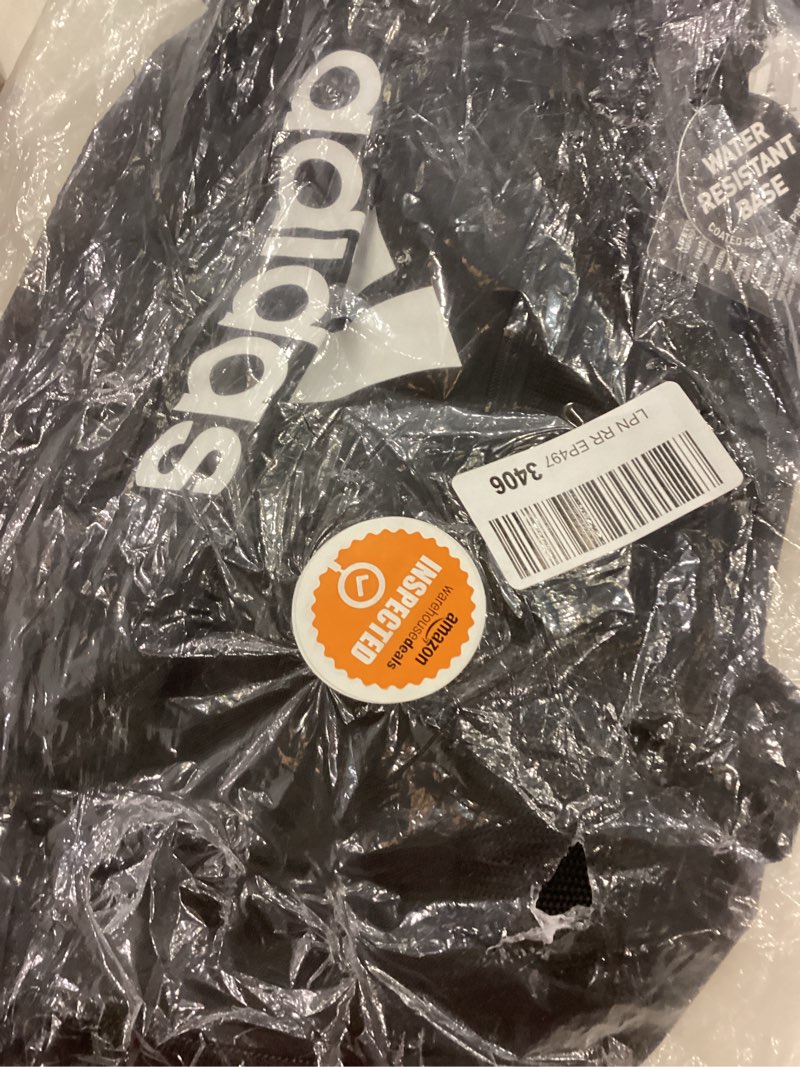 adidas
WATER
RESISTANT
BASE
LPN RR EP497 3406
amazon
warehousedeals
INSPECTED